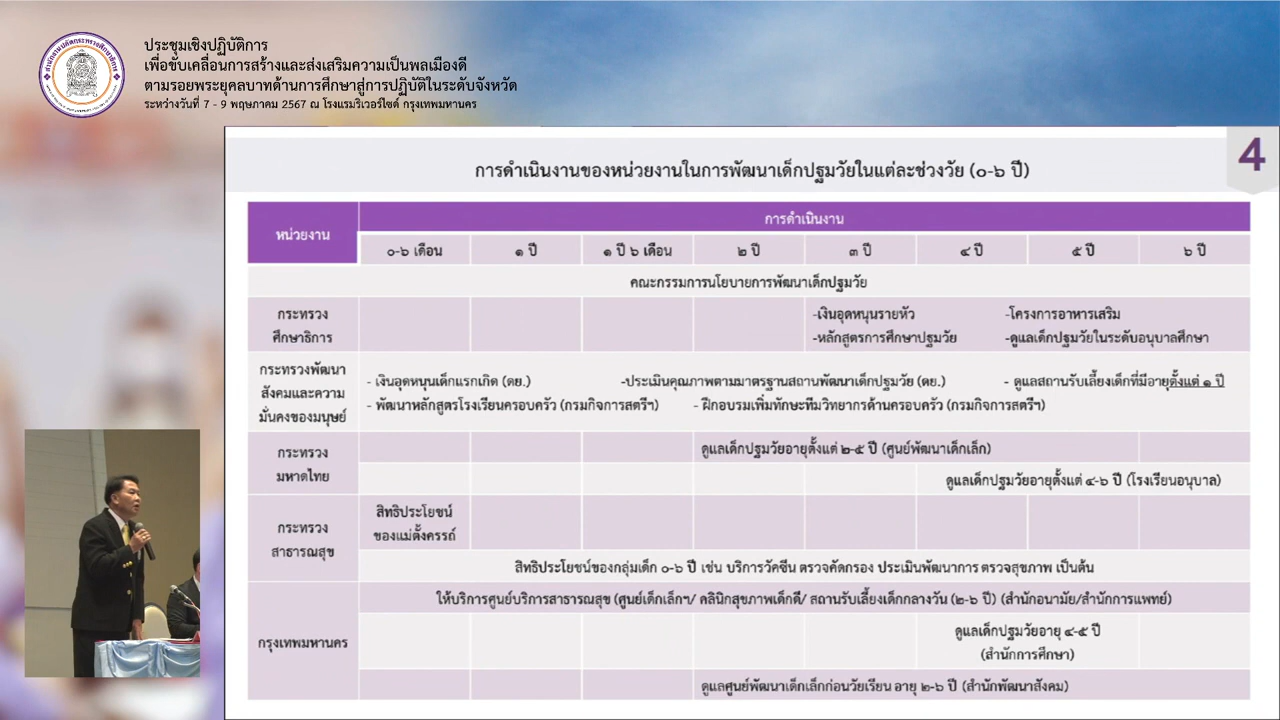 ประชุมเชิงปฏิบัติการ
เพื่อขับเคลื่อนการสร้างและส่งเสริมความเป็นพลเมืองดี
ตามรอยพระยุคลบาทด้านการศึกษาสู่การปฏิบัติในระดับจังหวัด
ระหว่างวันที่ 7 - 9 พฤษภาคม 2567 ณ โรงแรมริเวอร์ไซด์ กรุงเทพมหานคร
สำนักงานปลัดกระทรวงศึกษาธิการ
4
การดำเนินงานของหน่วยงานในการพัฒนาเด็กปฐมวัยในแต่ละช่วงวัย (๐-๖ ปี)
หน่วยงาน
การดำเนินงาน
๐-๖ เดือน ๑ ปี ๑ ปี ๖ เดือน ๒ ปี ๓ ปี ๔ ปี ๕ ปี ๖ ปี
คณะกรรมการนโยบายการพัฒนาเด็กปฐมวัย
กระทรวง
ศึกษาธิการ
-เงินอุดหนุนรายหัว -โครงการอาหารเสริม
-หลักสูตรการศึกษาปฐมวัย -ดูแลเด็กปฐมวัยในระดับอนุบาลศึกษา
กระทรวงพัฒนา
สังคมและความ
มั่นคงของมนุษย์
- เงินอุดหนุนเด็กแรกเกิด (ดย.) -ประเมินคุณภาพตามมาตรฐานสถานพัฒนาเด็กปฐมวัย (ดย.) - ดูแลสถานรับเลี้ยงเด็กที่มีอายุตั้งแต่ ๑ ปี
- พัฒนาหลักสูตรโรงเรียนครอบครัว (กรมกิจการสตรีฯ) - ฝึกอบรมเพิ่มทักษะทีมวิทยากรด้านครอบครัว (กรมกิจการสตรีฯ)
กระทรวง
มหาดไทย
ดูแลเด็กปฐมวัยอายุตั้งแต่ ๒-๕ ปี (ศูนย์พัฒนาเด็กเล็ก)
ดูแลเด็กปฐมวัยอายุตั้งแต่ ๔-๖ ปี (โรงเรียนอนุบาล)
กระทรวง
สาธารณสุข
สิทธิประโยชน์
ของแม่ตั้งครรถ์
สิทธิประโยชน์ของกลุ่มเด็ก ๐-๖ ปี เช่น บริการวัคซีน ตรวจคัดกรอง ประเมินพัฒนาการ ตรวจสุขภาพ เป็นต้น
กรุงเทพมหานคร
ให้บริการศูนย์บริการสาธารณสุข (ศูนย์เด็กเล็กฯ/ คลินิกสุขภาพเด็กดี/ สถานรับเลี้ยงเด็กกลางวัน (๒-๖ ปี) (สำนักอนามัย/สำนักการแพทย์)
ดูแลเด็กปฐมวัยอายุ ๔-๕ ปี
(สำนักการศึกษา)
ดูแลศูนย์พัฒนาเด็กเล็กก่อนวัยเรียน อายุ ๒-๖ ปี (สำนักพัฒนาสังคม)